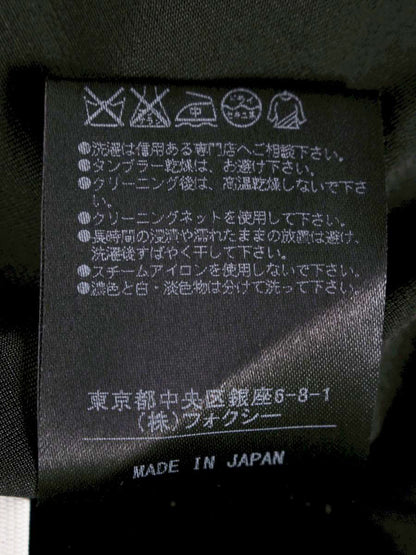 ●洗濯は信用ある専門店へご相談下さい。
●タンブラー乾燥は、お避け下さい。
●クリーニング後は、高温乾燥しないで下さ
い。
●クリーニングネットを使用して下さい。
●長時間の浸漬や濡れたままの放置は避け、
洗濯後すばやく干して下さい。
●スチームアイロンを使用しないで下さい。
●濃色と白・淡色物は分けて洗って下さい。
東京都中央区銀座6-8-1
(株)フォクシー
MADE IN JAPAN